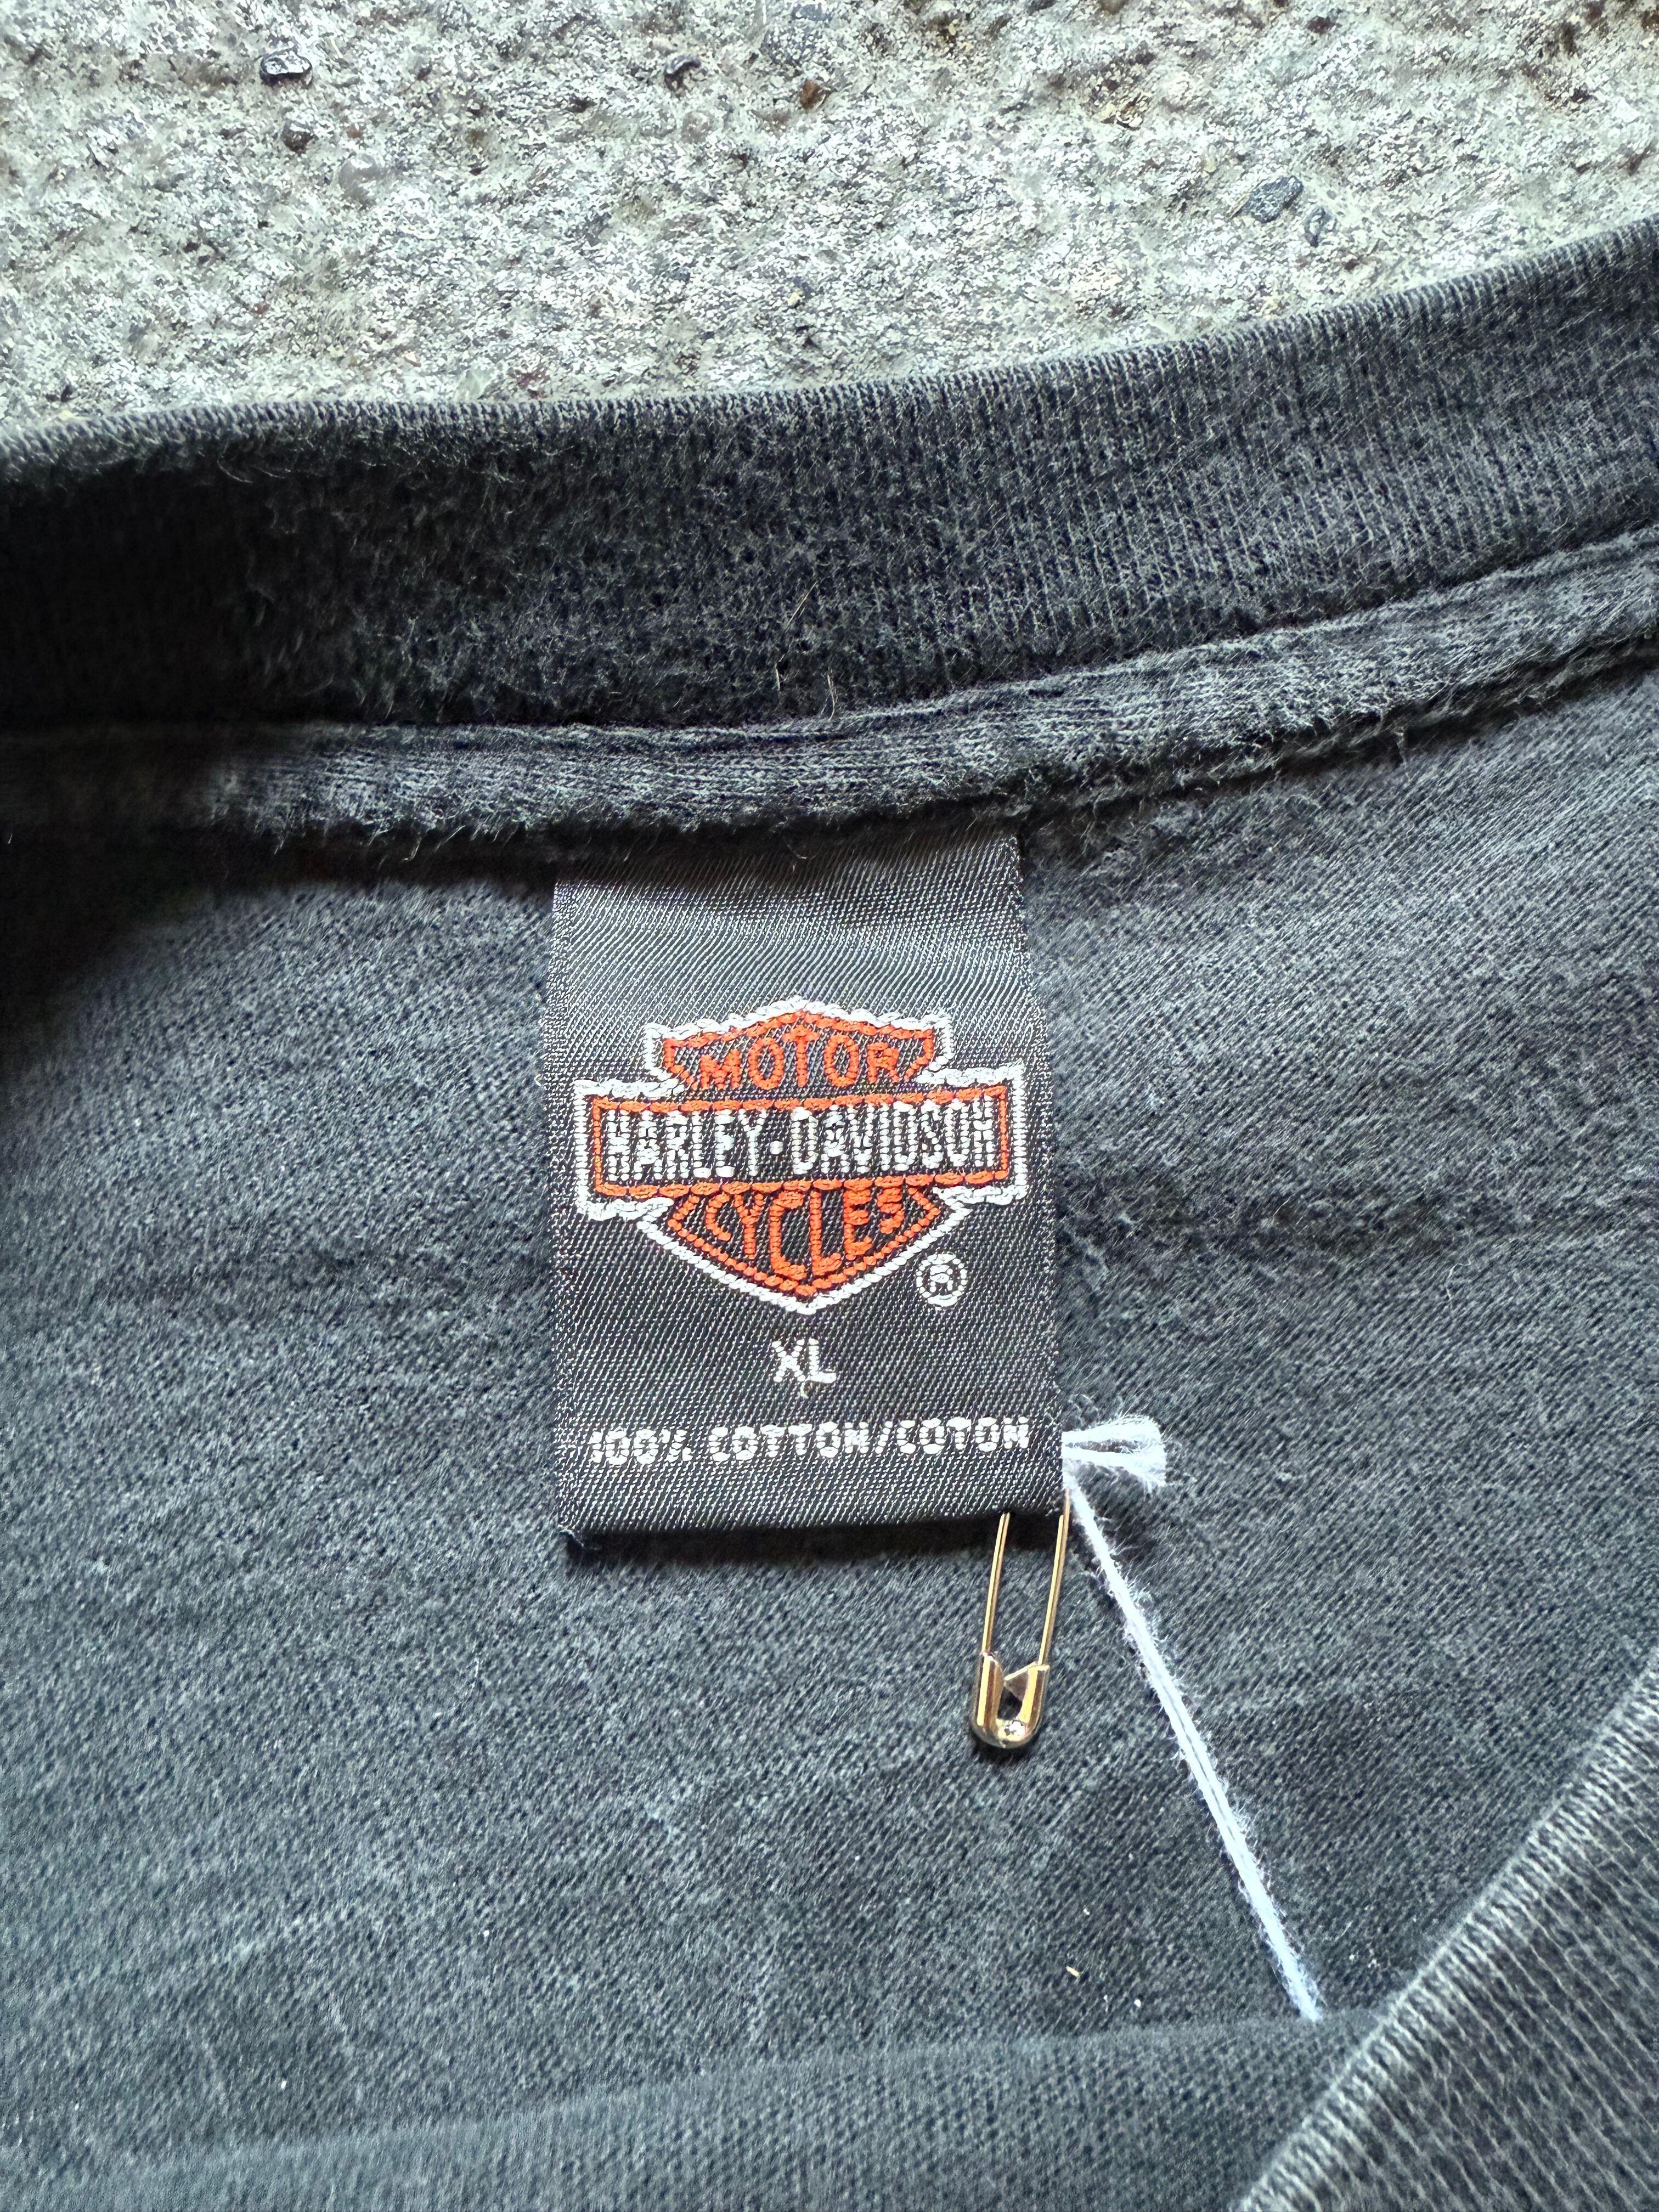 MOTOR
HARLEY-DAVIDSON
CYCLES
®
XL
100% COTTON/COTON